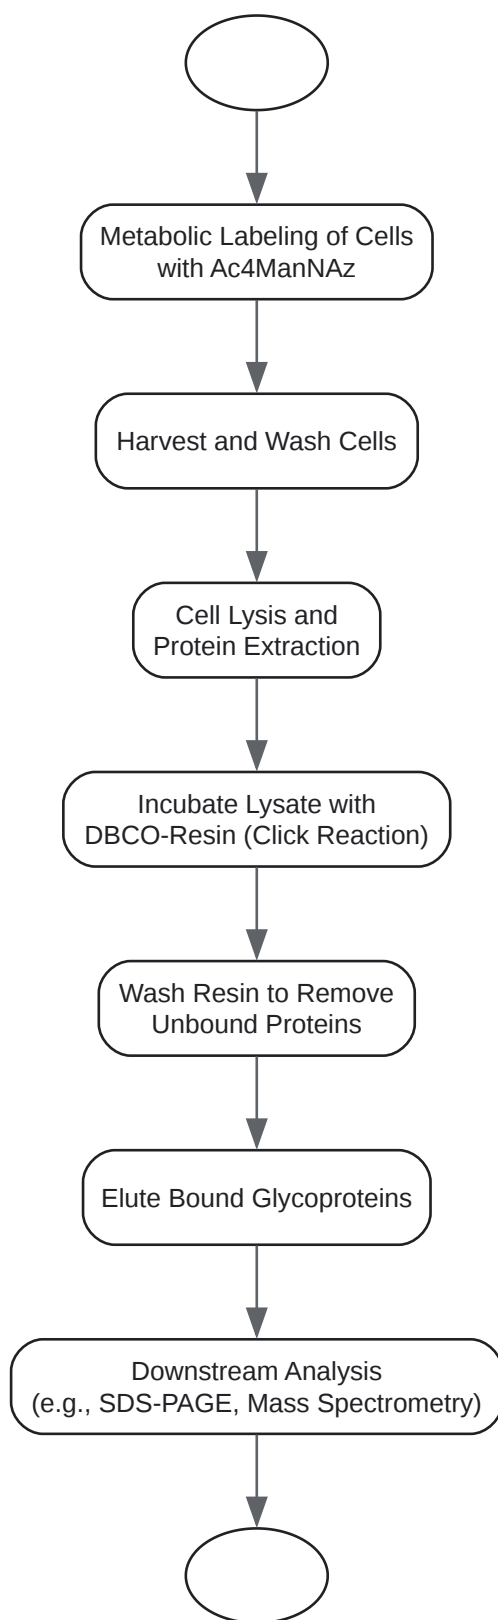 Metabolic Labeling of Cells
with Ac4ManNAz
Harvest and Wash Cells
Cell Lysis and
Protein Extraction
Incubate Lysate with
DBCO-Resin (Click Reaction)
Wash Resin to Remove
Unbound Proteins
Elute Bound Glycoproteins
Downstream Analysis
(e.g., SDS-PAGE, Mass Spectrometry)